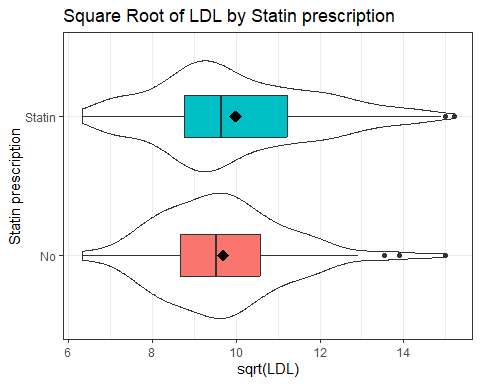 Square Root of LDL by Statin prescription
Statin prescription
Statin
No
6 8 10 12 14
sqrt(LDL)